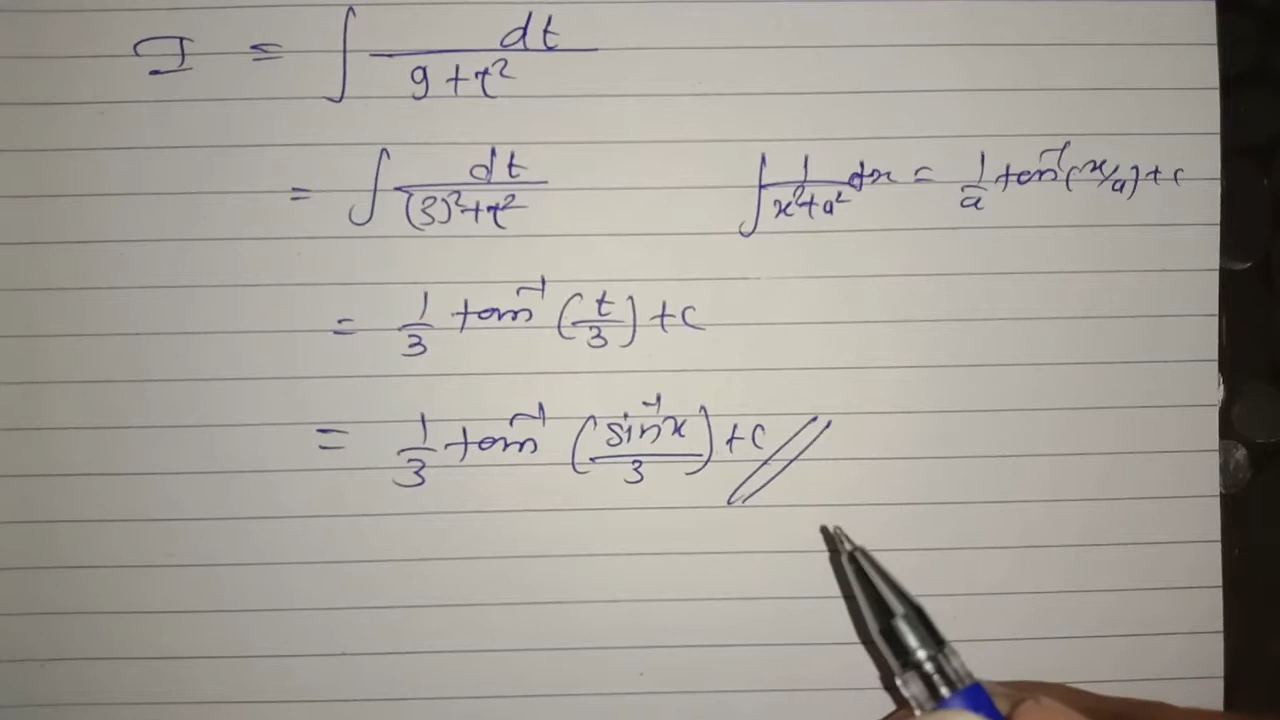 I = ∫ dt / 9 + t²
= ∫ dt / (3)² + t²
∫ 1 / x² + a² dx = 1/a tan⁻¹(x/a) + c
= 1/3 tan⁻¹ (t/3) + c
= 1/3 tan⁻¹ (sin⁻¹x / 3) + c